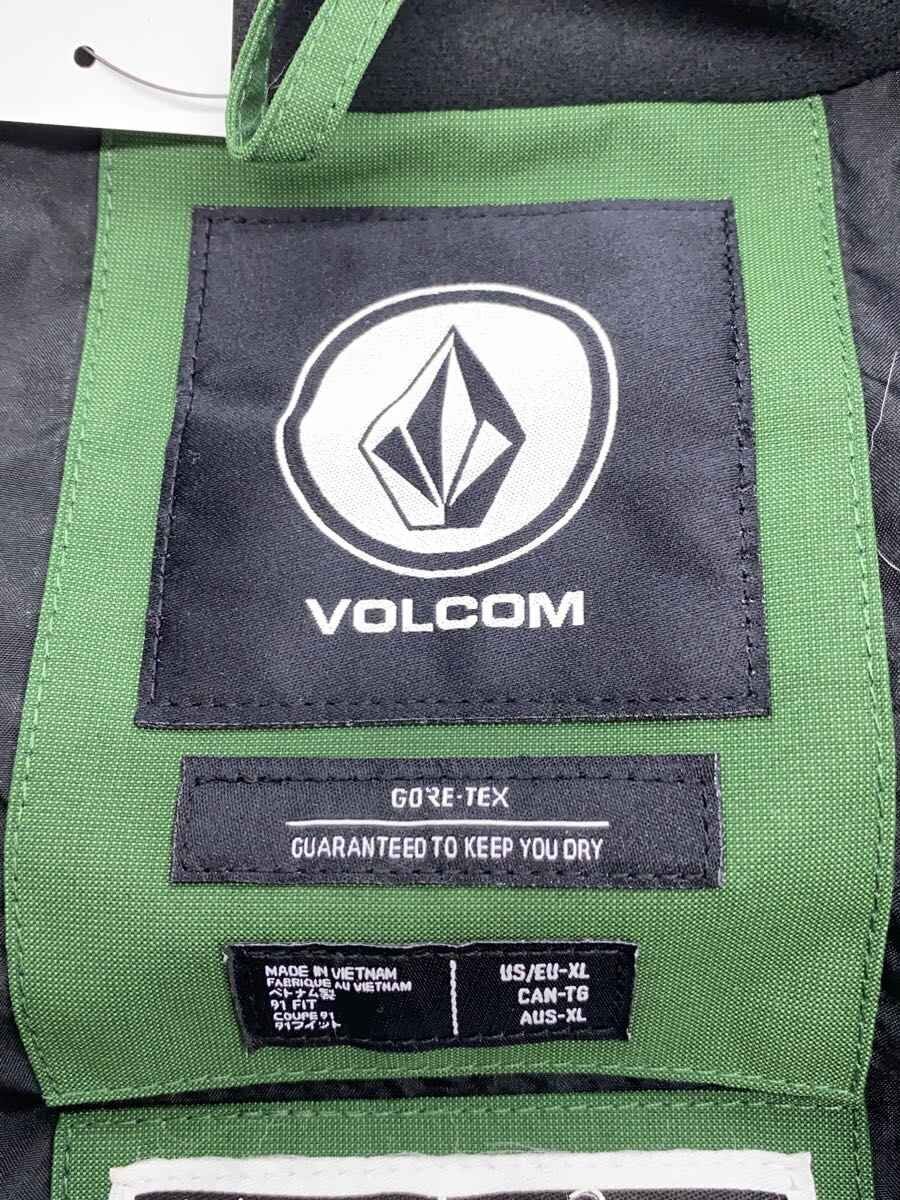 VOLCOM
GORE-TEX
GUARANTEED TO KEEP YOU DRY
MADE IN VIETNAM
FABRIQUE AU VIETNAM
ベトナム製
91 FIT
COUPE 91
91フィット
US/EU-XL
CAN-TG
AUS-XL